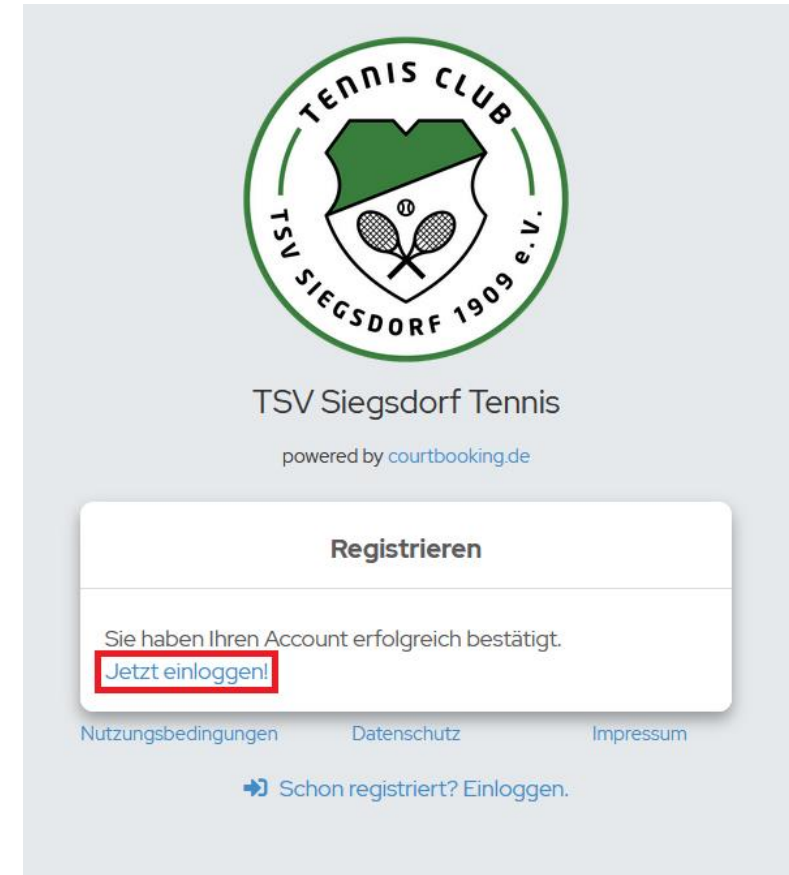 TENNIS CLUB
TSV SIEGSDORF 1909 e.V.
TSV Siegsdorf Tennis
powered by courtbooking.de
Registrieren
Sie haben Ihren Account erfolgreich bestätigt.
Jetzt einloggen!
Nutzungsbedingungen Datenschutz Impressum
Schon registriert? Einloggen.